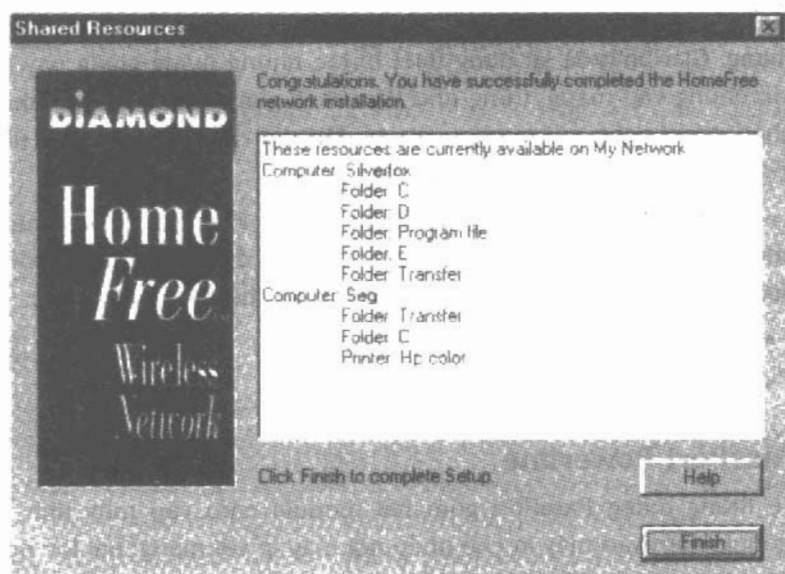 Shared Resources
DIAMOND
Home
Free
Wireless
Network
Congratulations. You have successfully completed the HomeFree
network installation.
These resources are currently available on My Network
Computer: Silverfox
Folder: C
Folder: D
Folder: Program file
Folder: E
Folder: Transfer
Computer: Seg
Folder: Transfer
Folder: C
Printer: Hp color
Click Finish to complete Setup.
Help
Finish